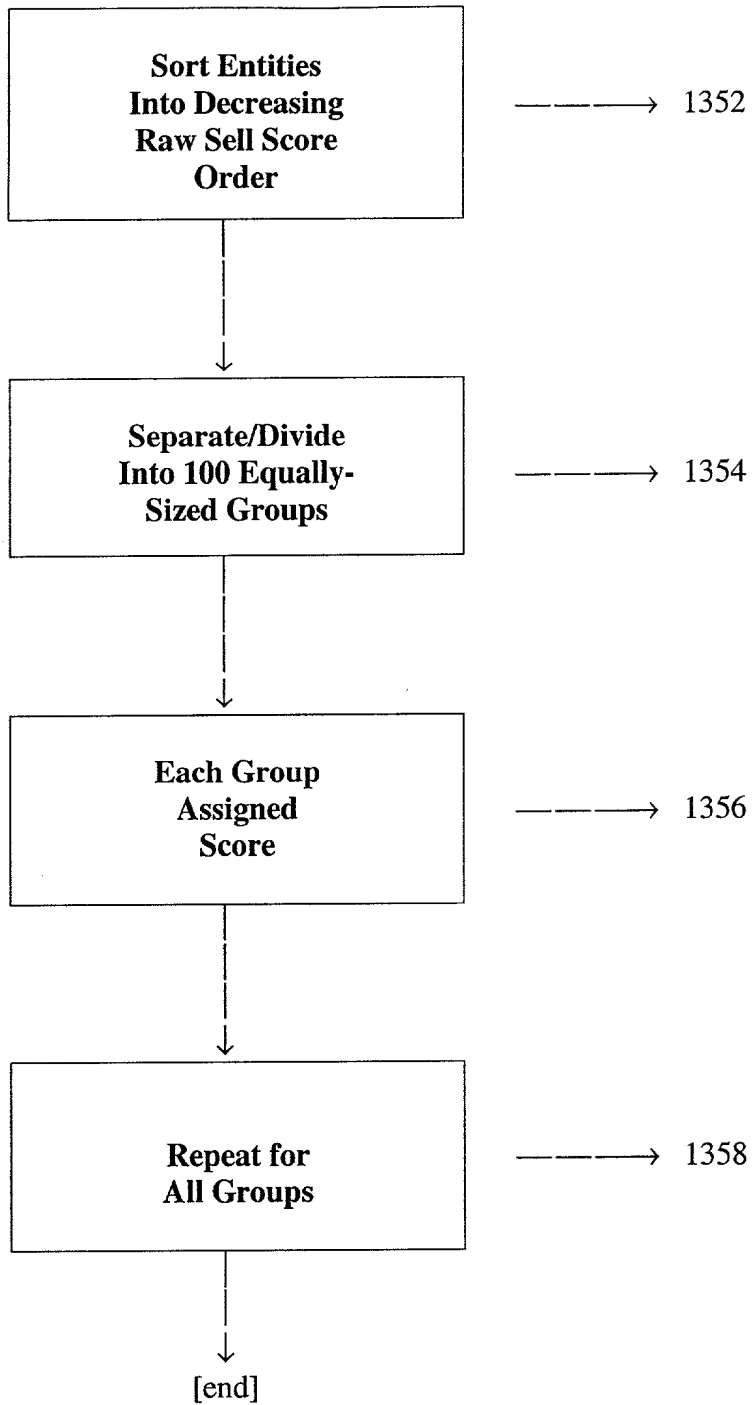 Sort Entities
Into Decreasing
Raw Sell Score
Order
1352
Separate/Divide
Into 100 Equally-
Sized Groups
1354
Each Group
Assigned
Score
1356
Repeat for
All Groups
1358
[end]